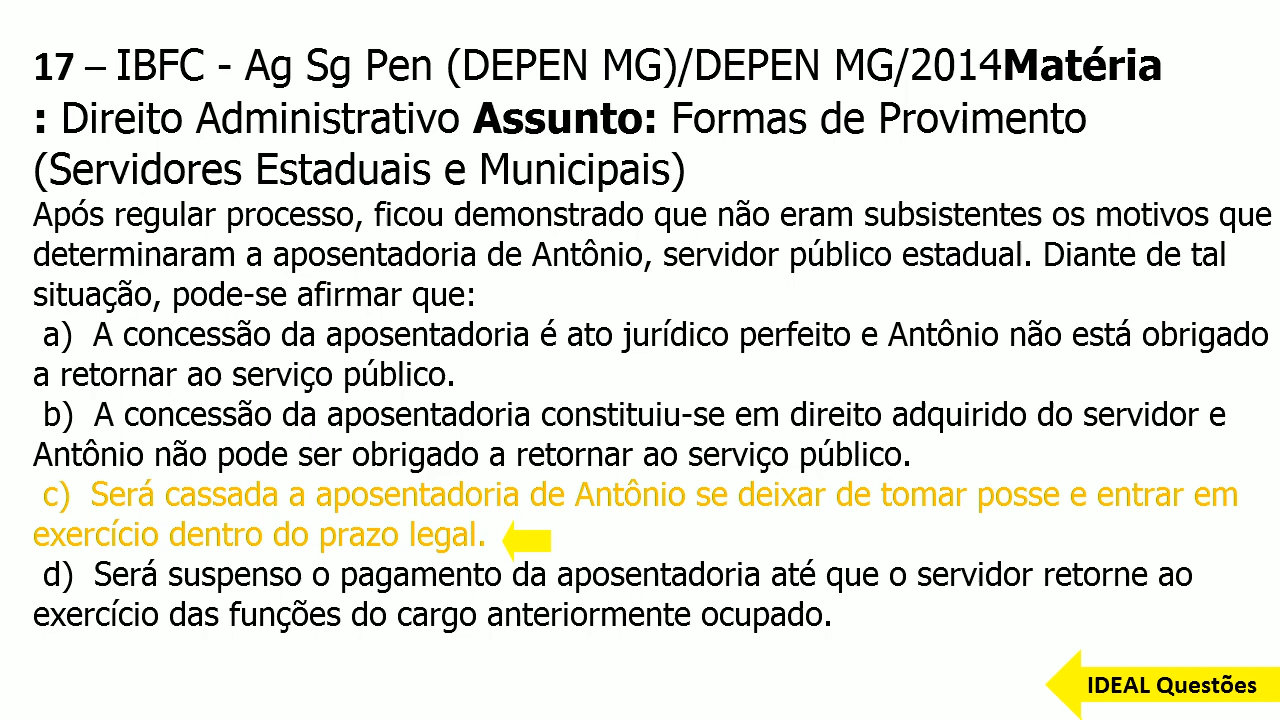 17 – IBFC - Ag Sg Pen (DEPEN MG)/DEPEN MG/2014Matéria
: Direito Administrativo Assunto: Formas de Provimento
(Servidores Estaduais e Municipais)
Após regular processo, ficou demonstrado que não eram subsistentes os motivos que
determinaram a aposentadoria de Antônio, servidor público estadual. Diante de tal
situação, pode-se afirmar que:
a) A concessão da aposentadoria é ato jurídico perfeito e Antônio não está obrigado
a retornar ao serviço público.
b) A concessão da aposentadoria constituiu-se em direito adquirido do servidor e
Antônio não pode ser obrigado a retornar ao serviço público.
c) Será cassada a aposentadoria de Antônio se deixar de tomar posse e entrar em
exercício dentro do prazo legal.
d) Será suspenso o pagamento da aposentadoria até que o servidor retorne ao
exercício das funções do cargo anteriormente ocupado.
IDEAL Questões